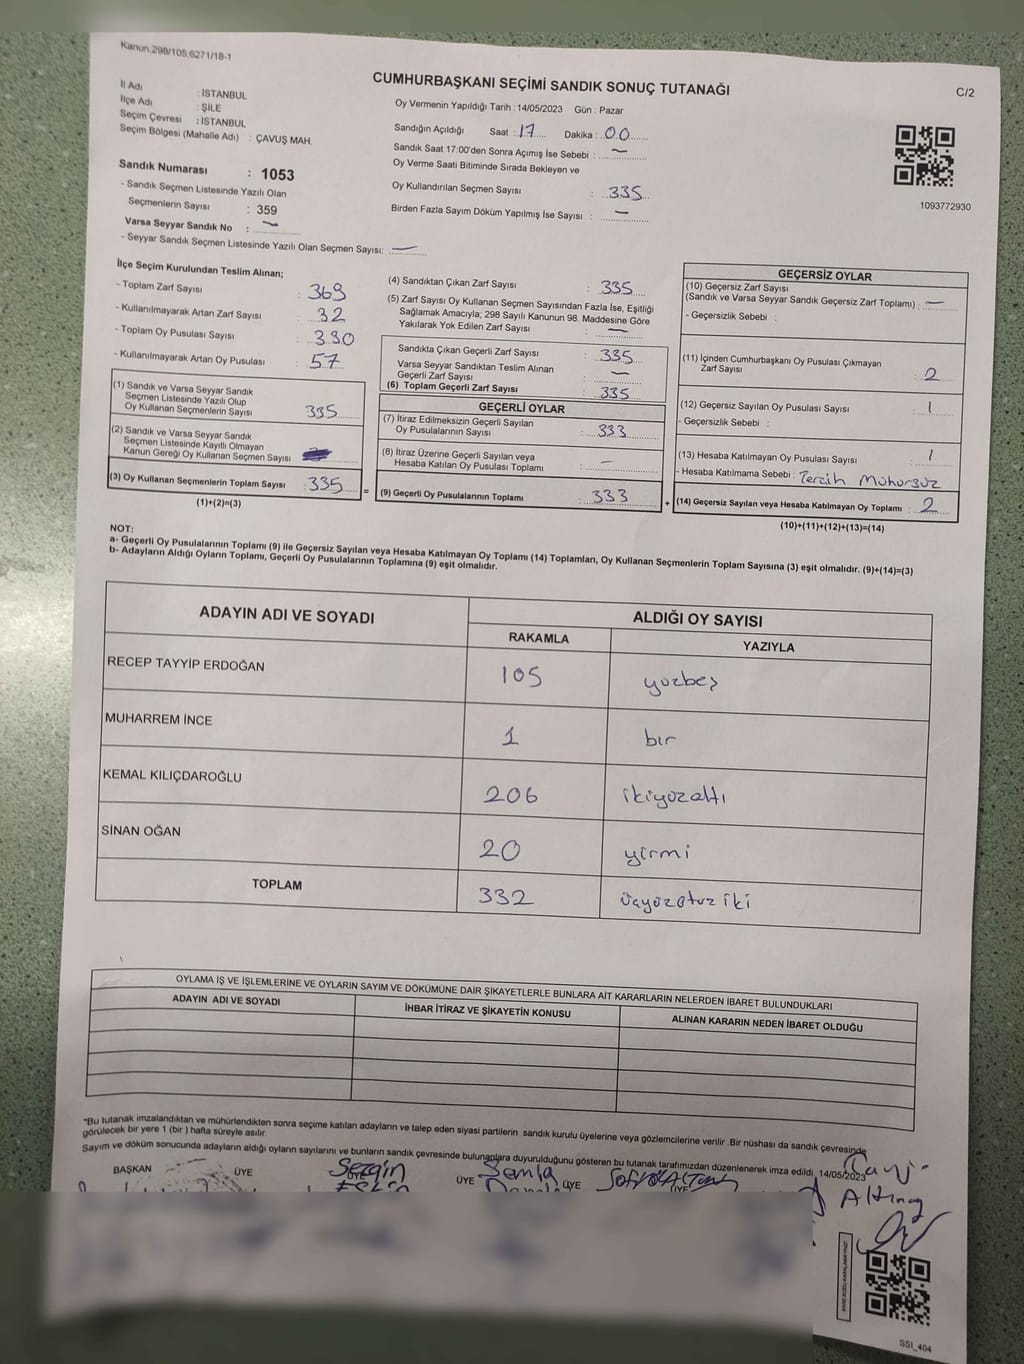 Kanun.298/105,6271/18-1
CUMHURBAŞKANI SEÇİMİ SANDIK SONUÇ TUTANAĞI
C/2
İl Adı : İSTANBUL
İlçe Adı : ŞİLE
Seçim Çevresi : İSTANBUL
Seçim Bölgesi (Mahalle Adı) : ÇAVUŞ MAH.
Oy Vermenin Yapıldığı Tarih : 14/05/2023 Gün : Pazar
Sandığın Açıldığı Saat : 17 Dakika : 00
Sandık Saat 17:00'den Sonra Açımış İse Sebebi : —
Oy Verme Saati Bitiminde Sırada Bekleyen ve
Oy Kullandırılan Seçmen Sayısı : 335
Birden Fazla Sayım Döküm Yapılmış İse Sayısı : —
1093772930
Sandık Numarası : 1053
- Sandık Seçmen Listesinde Yazılı Olan
Seçmenlerin Sayısı : 359
Varsa Seyyar Sandık No : —
- Seyyar Sandık Seçmen Listesinde Yazılı Olan Seçmen Sayısı: —
İlçe Seçim Kurulundan Teslim Alınan;
- Toplam Zarf Sayısı : 369
- Kullanılmayarak Artan Zarf Sayısı : 32
- Toplam Oy Pusulası Sayısı : 330
- Kullanılmayarak Artan Oy Pusulası : 57
(1) Sandık ve Varsa Seyyar Sandık
Seçmen Listesinde Yazılı Olup
Oy Kullanan Seçmenlerin Sayısı 335
(2) Sandık ve Varsa Seyyar Sandık
Seçmen Listesinde Kayıtlı Olmayan
Kanun Gereği Oy Kullanan Seçmen Sayısı
(3) Oy Kullanan Seçmenlerin Toplam Sayısı 335
(1)+(2)=(3)
(4) Sandıktan Çıkan Zarf Sayısı : 335
(5) Zarf Sayısı Oy Kullanan Seçmen Sayısından Fazla İse, Eşitliği
Sağlamak Amacıyla; 298 Sayılı Kanunun 98. Maddesine Göre
Yakılarak Yok Edilen Zarf Sayısı : —
Sandıkta Çıkan Geçerli Zarf Sayısı : 335
Varsa Seyyar Sandıktan Teslim Alınan
Geçerli Zarf Sayısı : —
(6) Toplam Geçerli Zarf Sayısı : 335
GEÇERLİ OYLAR
(7) İtiraz Edilmeksizin Geçerli Sayılan
Oy Pusulalarının Sayısı : 333
(8) İtiraz Üzerine Geçerli Sayılan veya
Hesaba Katılan Oy Pusulası Toplamı : —
= (9) Geçerli Oy Pusulalarının Toplamı : 333
GEÇERSİZ OYLAR
(10) Geçersiz Zarf Sayısı
(Sandık ve Varsa Seyyar Sandık Geçersiz Zarf Toplamı) : —
- Geçersizlik Sebebi :
(11) İçinden Cumhurbaşkanı Oy Pusulası Çıkmayan
Zarf Sayısı : 2
(12) Geçersiz Sayılan Oy Pusulası Sayısı : 1
- Geçersizlik Sebebi :
(13) Hesaba Katılmayan Oy Pusulası Sayısı : 1
- Hesaba Katılmama Sebebi : Tercih Mühürsüz
+ (14) Geçersiz Sayılan veya Hesaba Katılmayan Oy Toplamı : 2
(10)+(11)+(12)+(13)=(14)
NOT:
a- Geçerli Oy Pusulalarının Toplamı (9) ile Geçersiz Sayılan veya Hesaba Katılmayan Oy Toplamı (14) Toplamları, Oy Kullanan Seçmenlerin Toplam Sayısına (3) eşit olmalıdır. (9)+(14)=(3)
b- Adayların Aldığı Oyların Toplamı, Geçerli Oy Pusulalarının Toplamına (9) eşit olmalıdır.
ADAYIN ADI VE SOYADI
ALDIĞI OY SAYISI
RAKAMLA YAZIYLA
RECEP TAYYİP ERDOĞAN 105 yüzbeş
MUHARREM İNCE 1 bir
KEMAL KILIÇDAROĞLU 206 ikiyüzaltı
SİNAN OĞAN 20 yirmi
TOPLAM 332 üçyüzotuz iki
OYLAMA İŞ VE İŞLEMLERİNE VE OYLARIN SAYIM VE DÖKÜMÜNE DAİR ŞİKAYETLERLE BUNLARA AİT KARARLARIN NELERDEN İBARET BULUNDUKLARI
ADAYIN ADI VE SOYADI İHBAR İTİRAZ VE ŞİKAYETİN KONUSU ALINAN KARARIN NEDEN İBARET OLDUĞU
*Bu tutanak imzalandıktan ve mühürlendikten sonra seçime katılan adayların ve talep eden siyasi partilerin sandık kurulu üyelerine veya gözlemcilerine verilir .Bir nüshası da sandık çevresinde
görülecek bir yere 1 (bir ) hafta süreyle asılır.
Sayım ve döküm sonucunda adayların aldığı oyların sayılarını ve bunların sandık çevresinde bulunanlara duyurulduğunu gösteren bu tutanak tarafımızdan düzenlenerek imza edildi. 14/05/2023
BAŞKAN ÜYE ÜYE ÜYE ÜYE
Sezgin Semla
Altınay
SSI_404